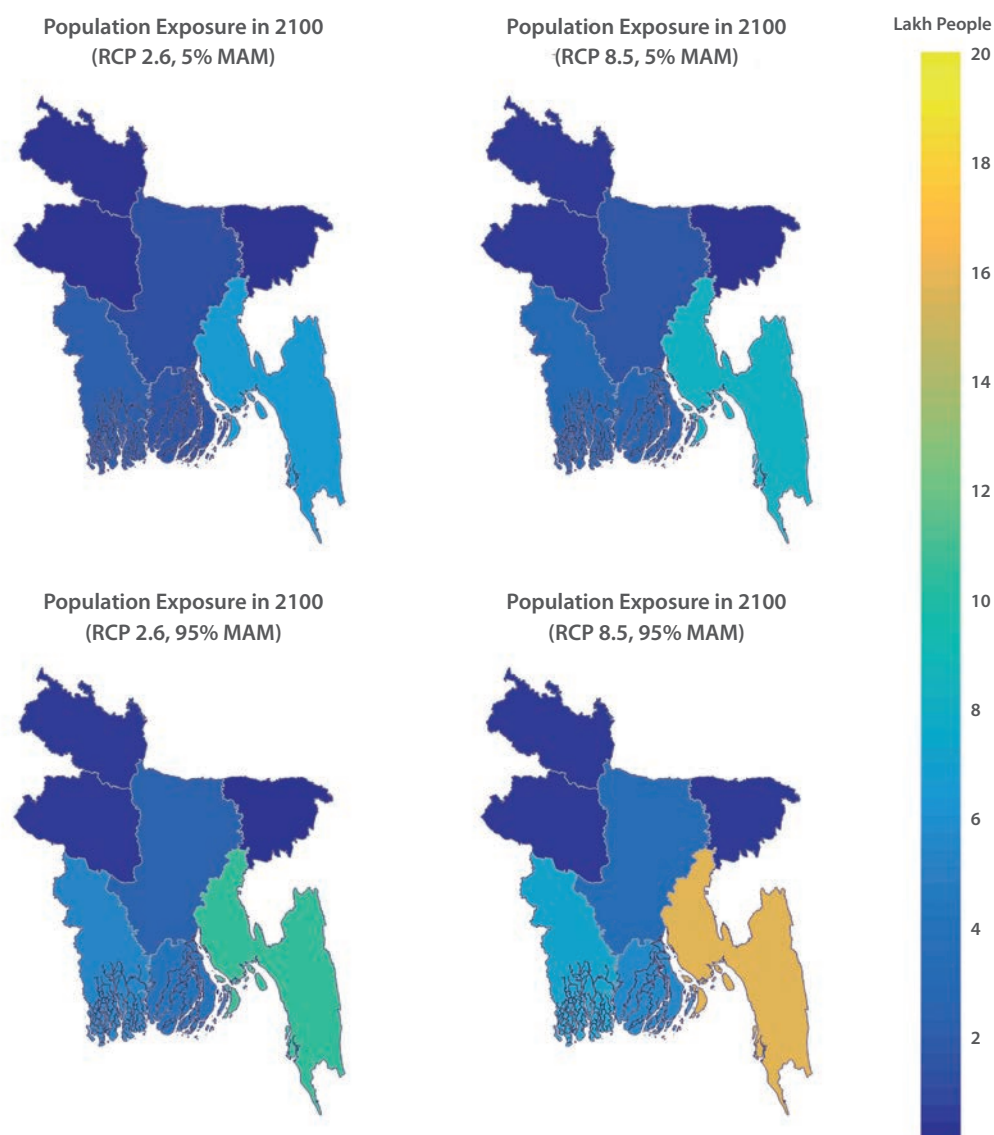 Population Exposure in 2100
(RCP 2.6, 5% MAM)
Population Exposure in 2100
(RCP 8.5, 5% MAM)
Lakh People
20
18
16
14
12
10
8
6
4
2
Population Exposure in 2100
(RCP 2.6, 95% MAM)
Population Exposure in 2100
(RCP 8.5, 95% MAM)